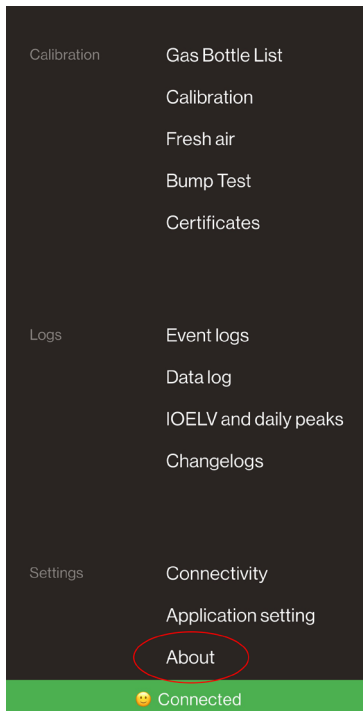 Calibration Gas Bottle List
Calibration
Fresh air
Bump Test
Certificates
Logs Event logs
Data log
IOELV and daily peaks
Changelogs
Settings Connectivity
Application setting
About
🙂 Connected